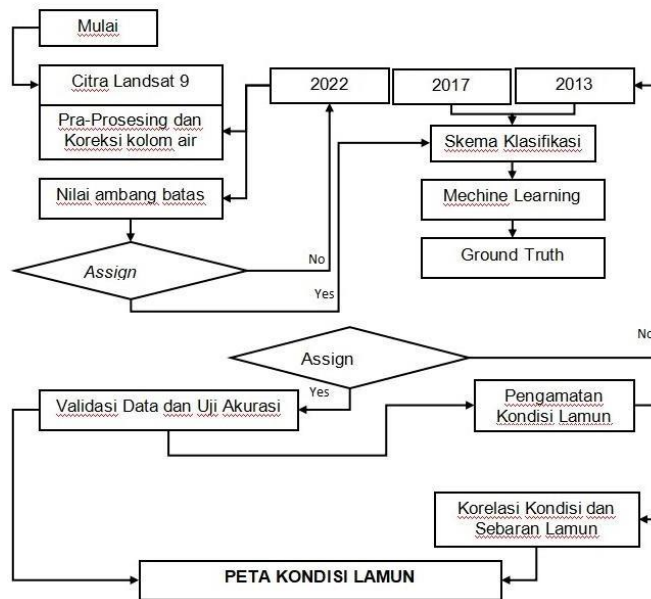 Mulai
Citra Landsat 9
2022
2017
2013
Pra-Prosesing dan
Koreksi kolom air
Skema Klasifikasi
Nilai ambang batas
Mechine Learning
Assign
No
Ground Truth
Yes
Assign
No
Yes
Validasi Data dan Uji Akurasi
Pengamatan
Kondisi Lamun
Korelasi Kondisi dan
Sebaran Lamun
PETA KONDISI LAMUN